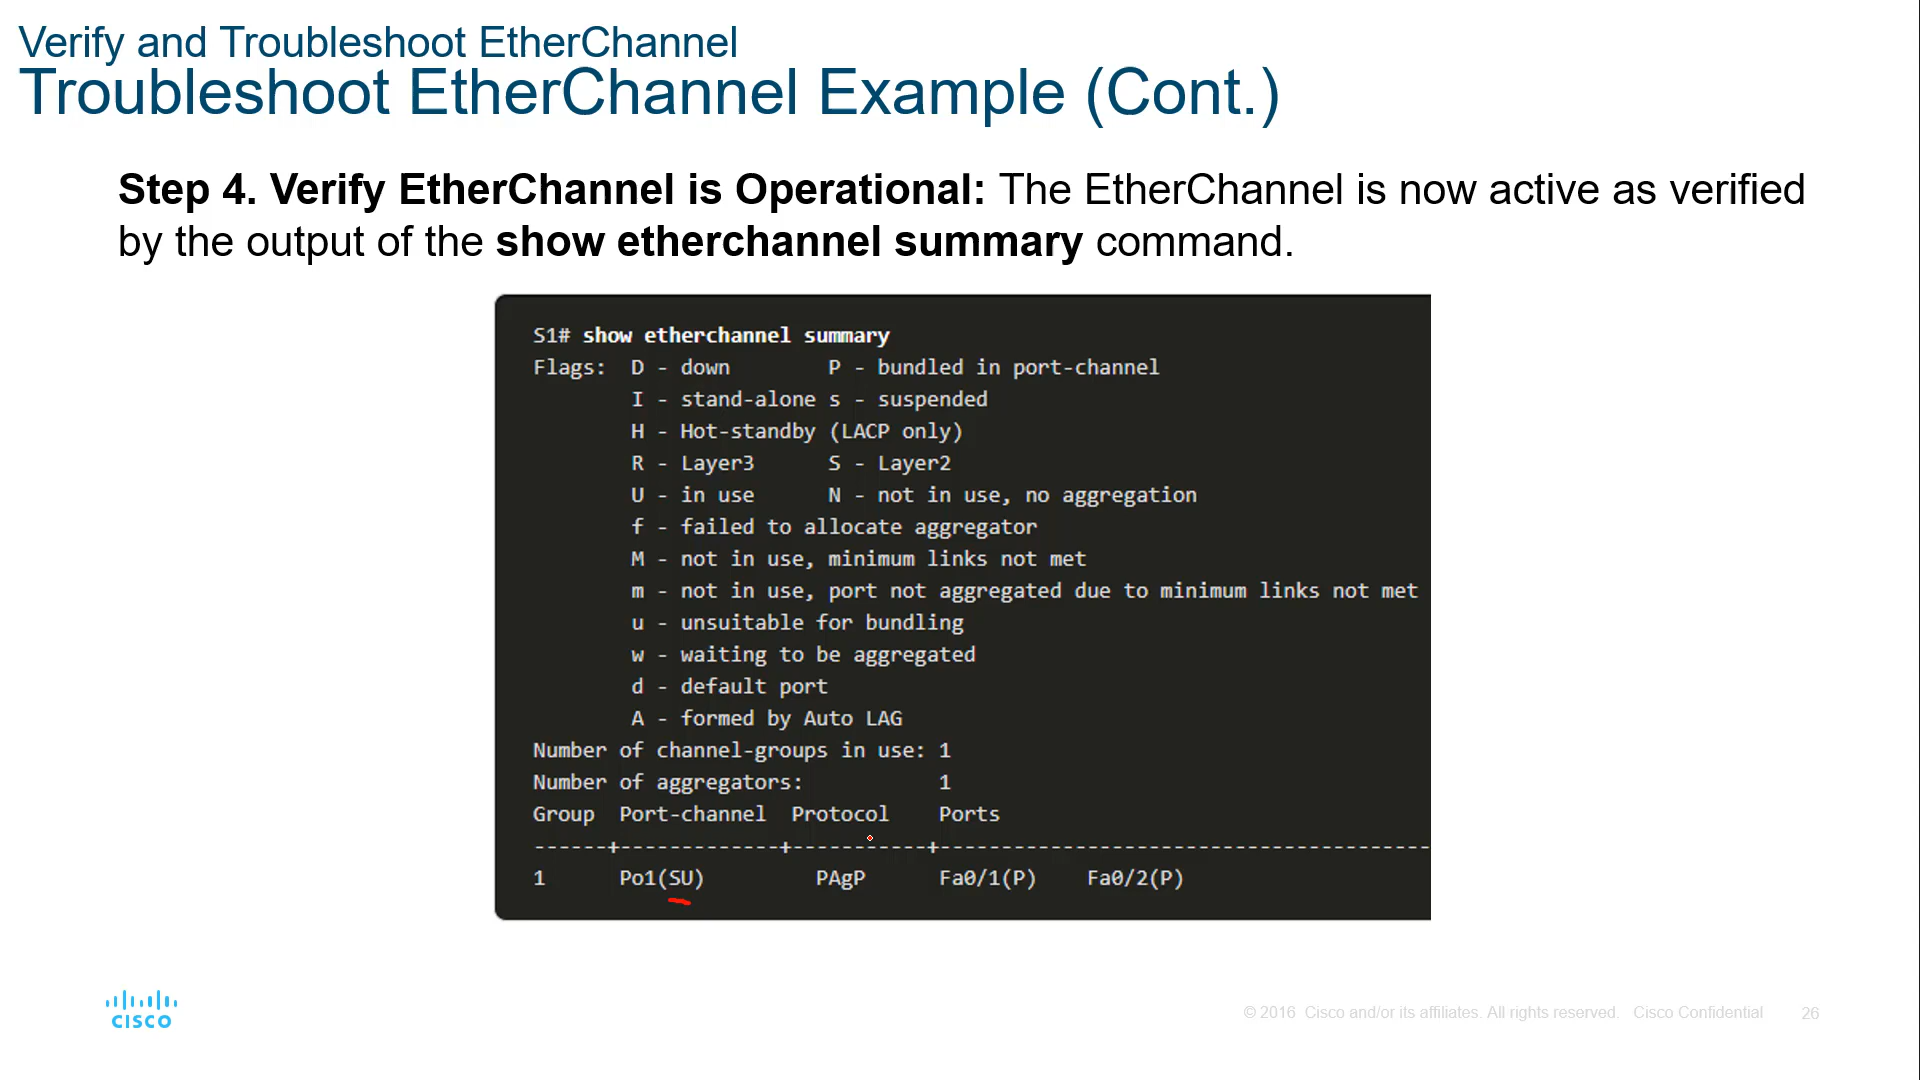 Verify and Troubleshoot EtherChannel
Troubleshoot EtherChannel Example (Cont.)
Step 4. Verify EtherChannel is Operational: The EtherChannel is now active as verified
by the output of the show etherchannel summary command.
S1# show etherchannel summary
Flags:  D - down        P - bundled in port-channel
        I - stand-alone s - suspended
        H - Hot-standby (LACP only)
        R - Layer3      S - Layer2
        U - in use      N - not in use, no aggregation
        f - failed to allocate aggregator
        M - not in use, minimum links not met
        m - not in use, port not aggregated due to minimum links not met
        u - unsuitable for bundling
        w - waiting to be aggregated
        d - default port
        A - formed by Auto LAG
Number of channel-groups in use: 1
Number of aggregators:           1
Group  Port-channel  Protocol    Ports
------+-------------+-----------+----------------------------------------
1      Po1(SU)         PAgP      Fa0/1(P)    Fa0/2(P)
CISCO
© 2016 Cisco and/or its affiliates. All rights reserved. Cisco Confidential 26